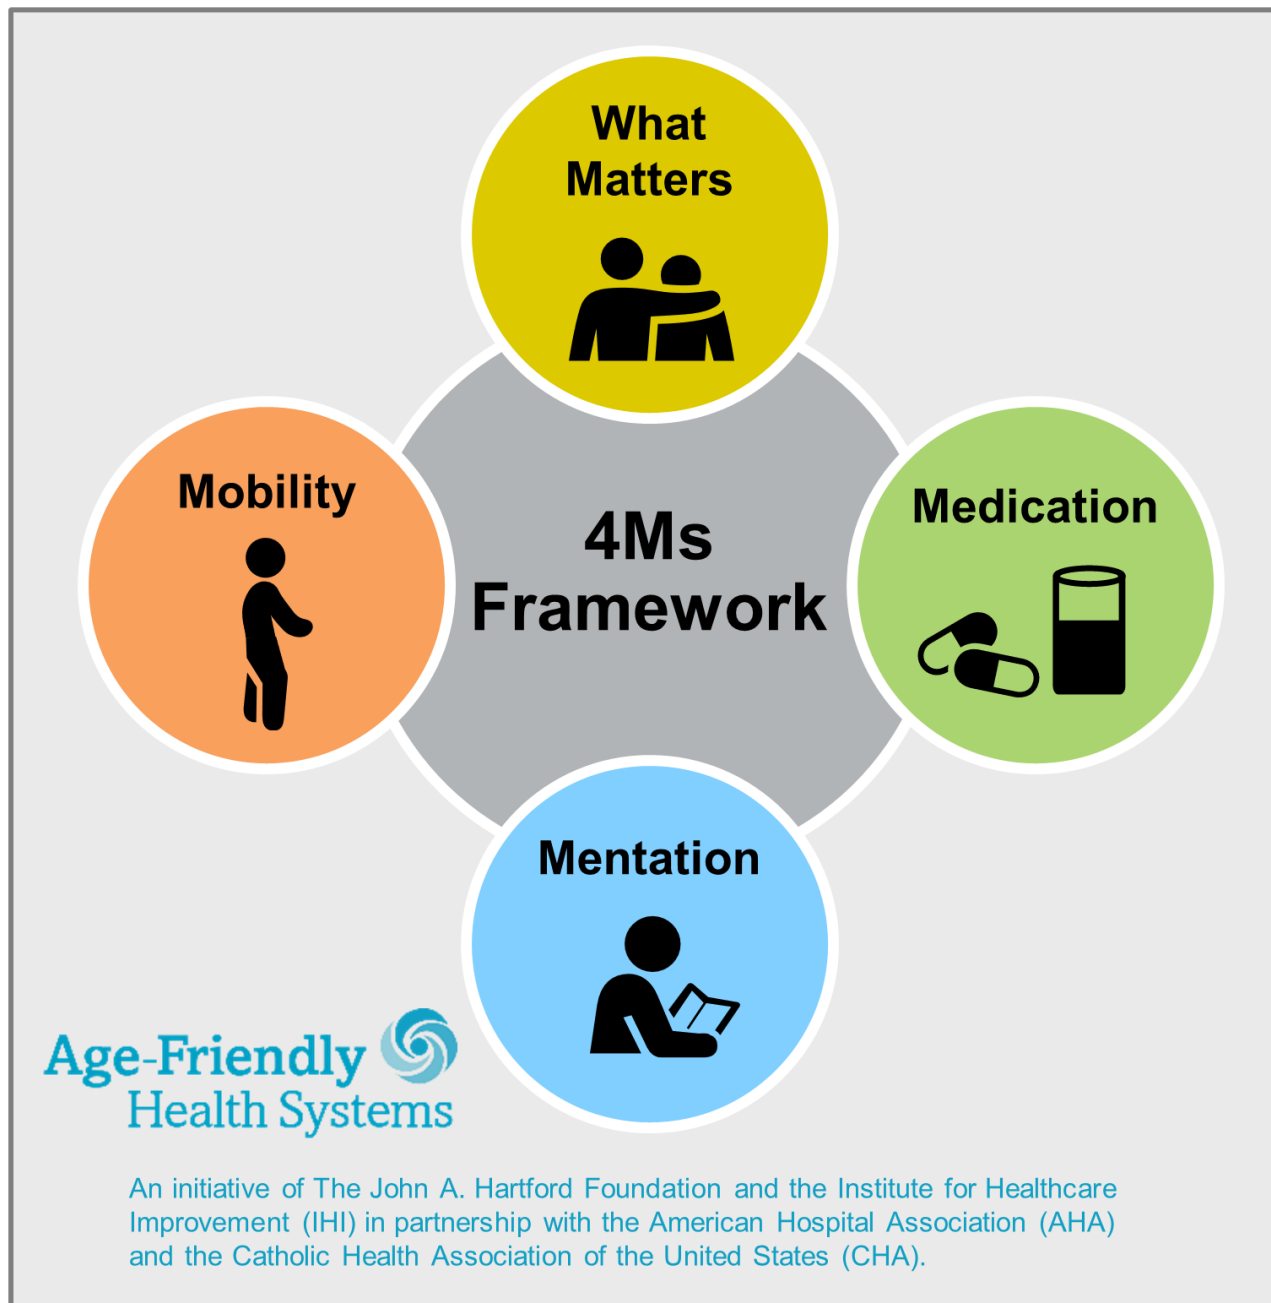 What
Matters
Mobility
Medication
4Ms
Framework
Mentation
Age-Friendly
Health Systems
An initiative of The John A. Hartford Foundation and the Institute for Healthcare
Improvement (IHI) in partnership with the American Hospital Association (AHA)
and the Catholic Health Association of the United States (CHA).